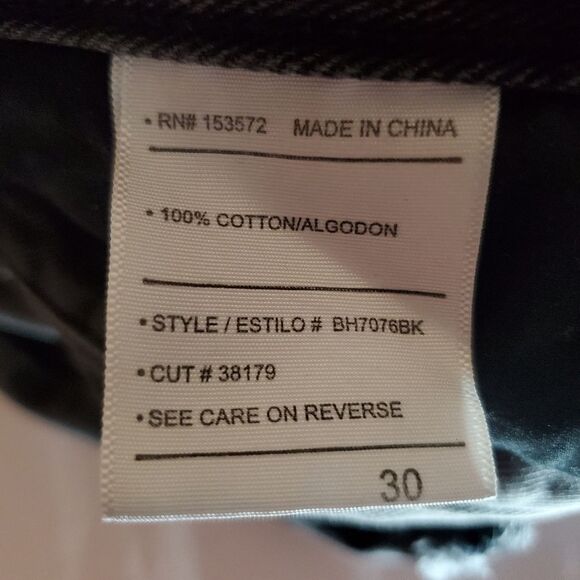 • RN# 153572 MADE IN CHINA
• 100% COTTON/ALGODON
• STYLE / ESTILO # BH7076BK
• CUT # 38179
• SEE CARE ON REVERSE
30